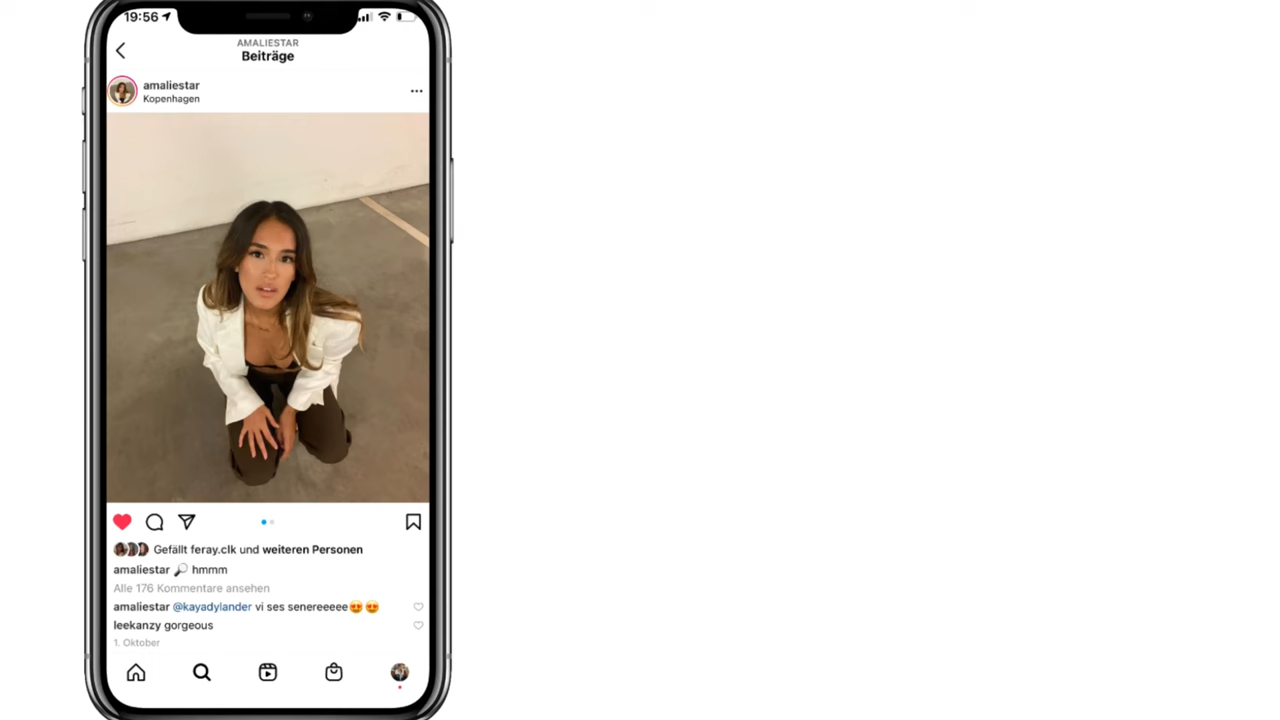 19:56
AMALIESTAR
Beiträge
amaliestar
Kopenhagen
Gefällt feray.clk und weiteren Personen
amaliestar 🔎 hmmm
Alle 176 Kommentare ansehen
amaliestar @kayadylander vi ses senereeeee😍😍
leekanzy gorgeous
1. Oktober